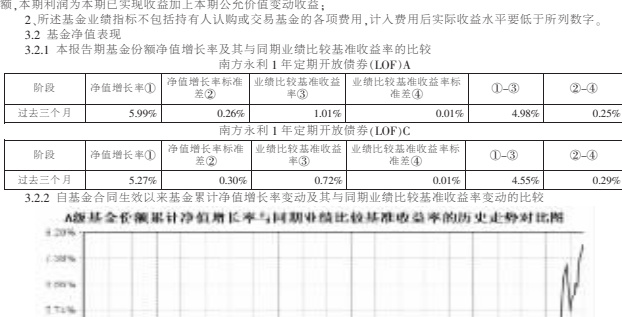 额,本期利润为本期已实现收益加上本期公允价值变动收益;
2、所述基金业绩指标不包括持有人认购或交易基金的各项费用,计入费用后实际收益水平要低于所列数字。
3.2 基金净值表现
3.2.1 本报告期基金份额净值增长率及其与同期业绩比较基准收益率的比较
南方永利 1 年定期开放债券(LOF)A
阶段 净值增长率① 净值增长率标准差② 业绩比较基准收益率③ 业绩比较基准收益率标准差④ ①-③ ②-④
过去三个月 5.99% 0.26% 1.01% 0.01% 4.98% 0.25%
南方永利 1 年定期开放债券(LOF)C
阶段 净值增长率① 净值增长率标准差② 业绩比较基准收益率③ 业绩比较基准收益率标准差④ ①-③ ②-④
过去三个月 5.27% 0.30% 0.72% 0.01% 4.55% 0.29%
3.2.2 自基金合同生效以来基金累计净值增长率变动及其与同期业绩比较基准收益率变动的比较
A级基金份额累计净值增长率与同期业绩比较基准收益率的历史走势对比图